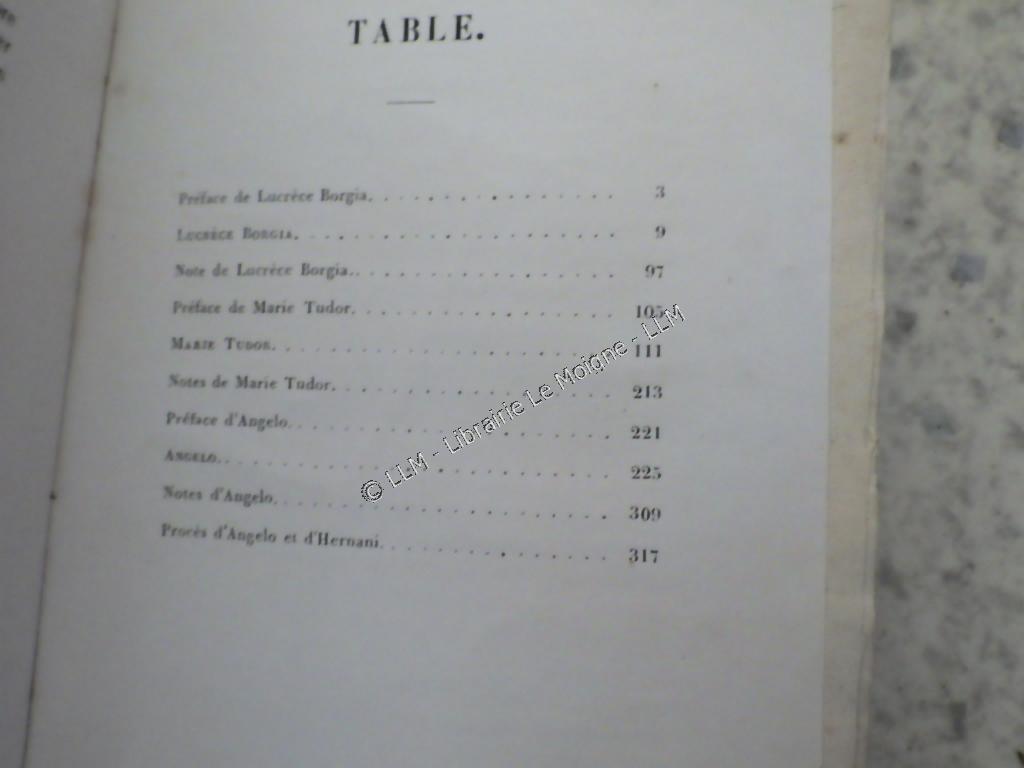 TABLE.
Préface de Lucrèce Borgia. . . . . . . . . . . . . . . . . 3
LUCRÈCE BORGIA. . . . . . . . . . . . . . . . . . . . . . 9
Note de Lucrèce Borgia. . . . . . . . . . . . . . . . . . 97
Préface de Marie Tudor. . . . . . . . . . . . . . . . . . 105
MARIE TUDOR. . . . . . . . . . . . . . . . . . . . . . . 111
Notes de Marie Tudor. . . . . . . . . . . . . . . . . . . 213
Préface d'Angelo. . . . . . . . . . . . . . . . . . . . . 221
ANGELO. . . . . . . . . . . . . . . . . . . . . . . . . . 225
Notes d'Angelo. . . . . . . . . . . . . . . . . . . . . . 309
Procès d'Angelo et d'Hernani. . . . . . . . . . . . . . . 317
© LLM - Librairie Le Moigne - LLM